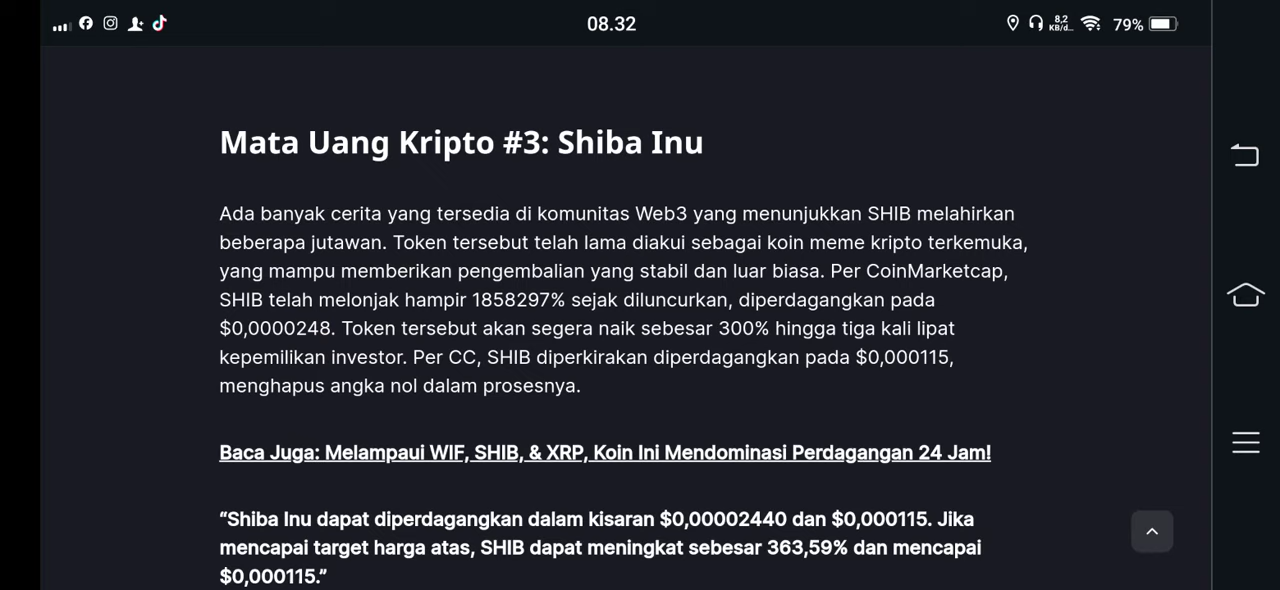 08.32
8,2
KB/d...
79%
Mata Uang Kripto #3: Shiba Inu
Ada banyak cerita yang tersedia di komunitas Web3 yang menunjukkan SHIB melahirkan
beberapa jutawan. Token tersebut telah lama diakui sebagai koin meme kripto terkemuka,
yang mampu memberikan pengembalian yang stabil dan luar biasa. Per CoinMarketcap,
SHIB telah melonjak hampir 1858297% sejak diluncurkan, diperdagangkan pada
$0,0000248. Token tersebut akan segera naik sebesar 300% hingga tiga kali lipat
kepemilikan investor. Per CC, SHIB diperkirakan diperdagangkan pada $0,000115,
menghapus angka nol dalam prosesnya.
Baca Juga: Melampaui WIF, SHIB, & XRP, Koin Ini Mendominasi Perdagangan 24 Jam!
“Shiba Inu dapat diperdagangkan dalam kisaran $0,00002440 dan $0,000115. Jika
mencapai target harga atas, SHIB dapat meningkat sebesar 363,59% dan mencapai
$0,000115.”